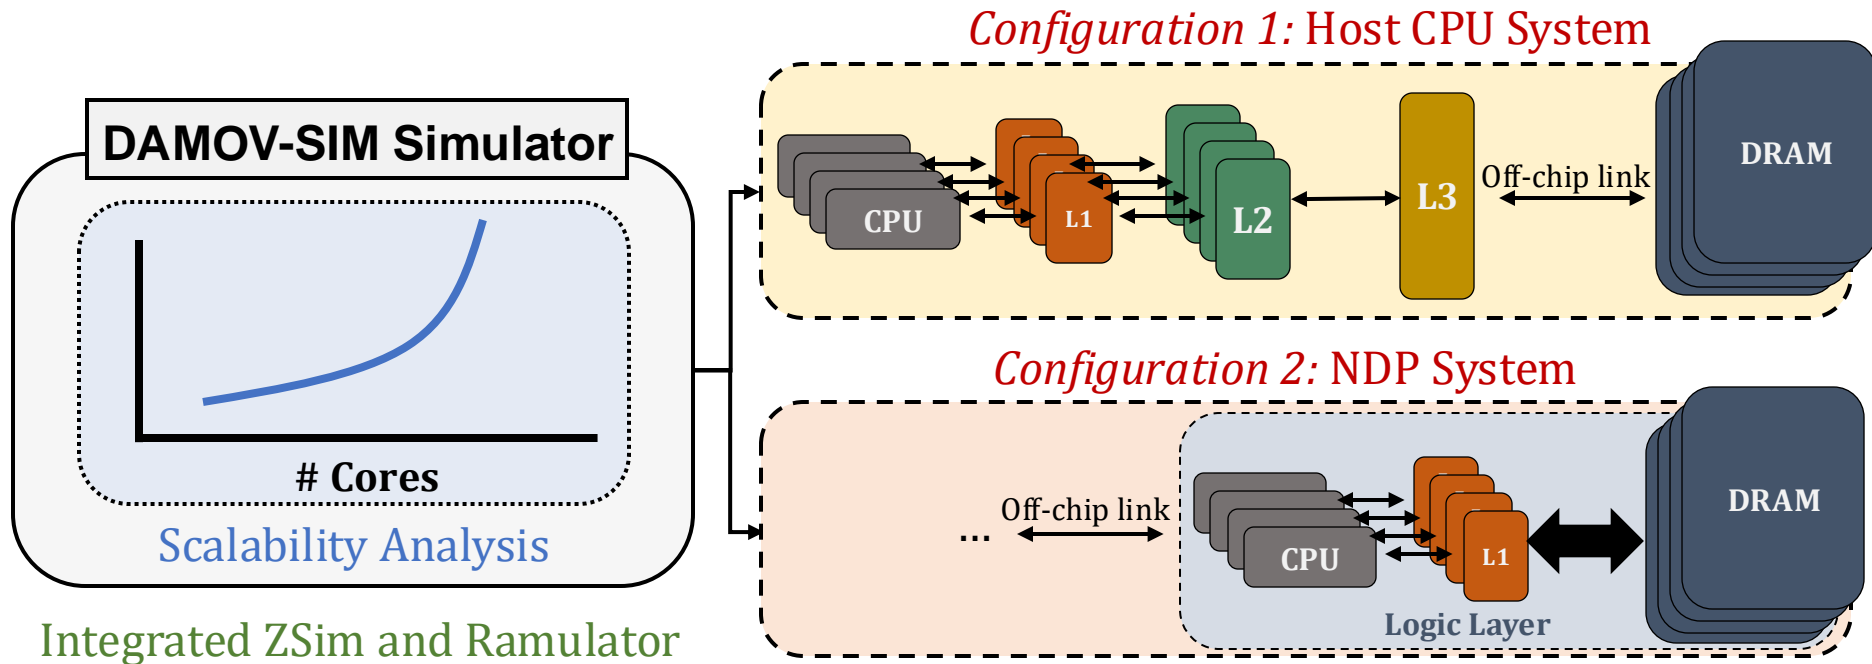 DAMOV-SIM Simulator
# Cores
Scalability Analysis
Integrated ZSim and Ramulator
Configuration 1: Host CPU System
CPU
L1
L2
L3
Off-chip link
DRAM
Configuration 2: NDP System
...
Off-chip link
CPU
L1
Logic Layer
DRAM